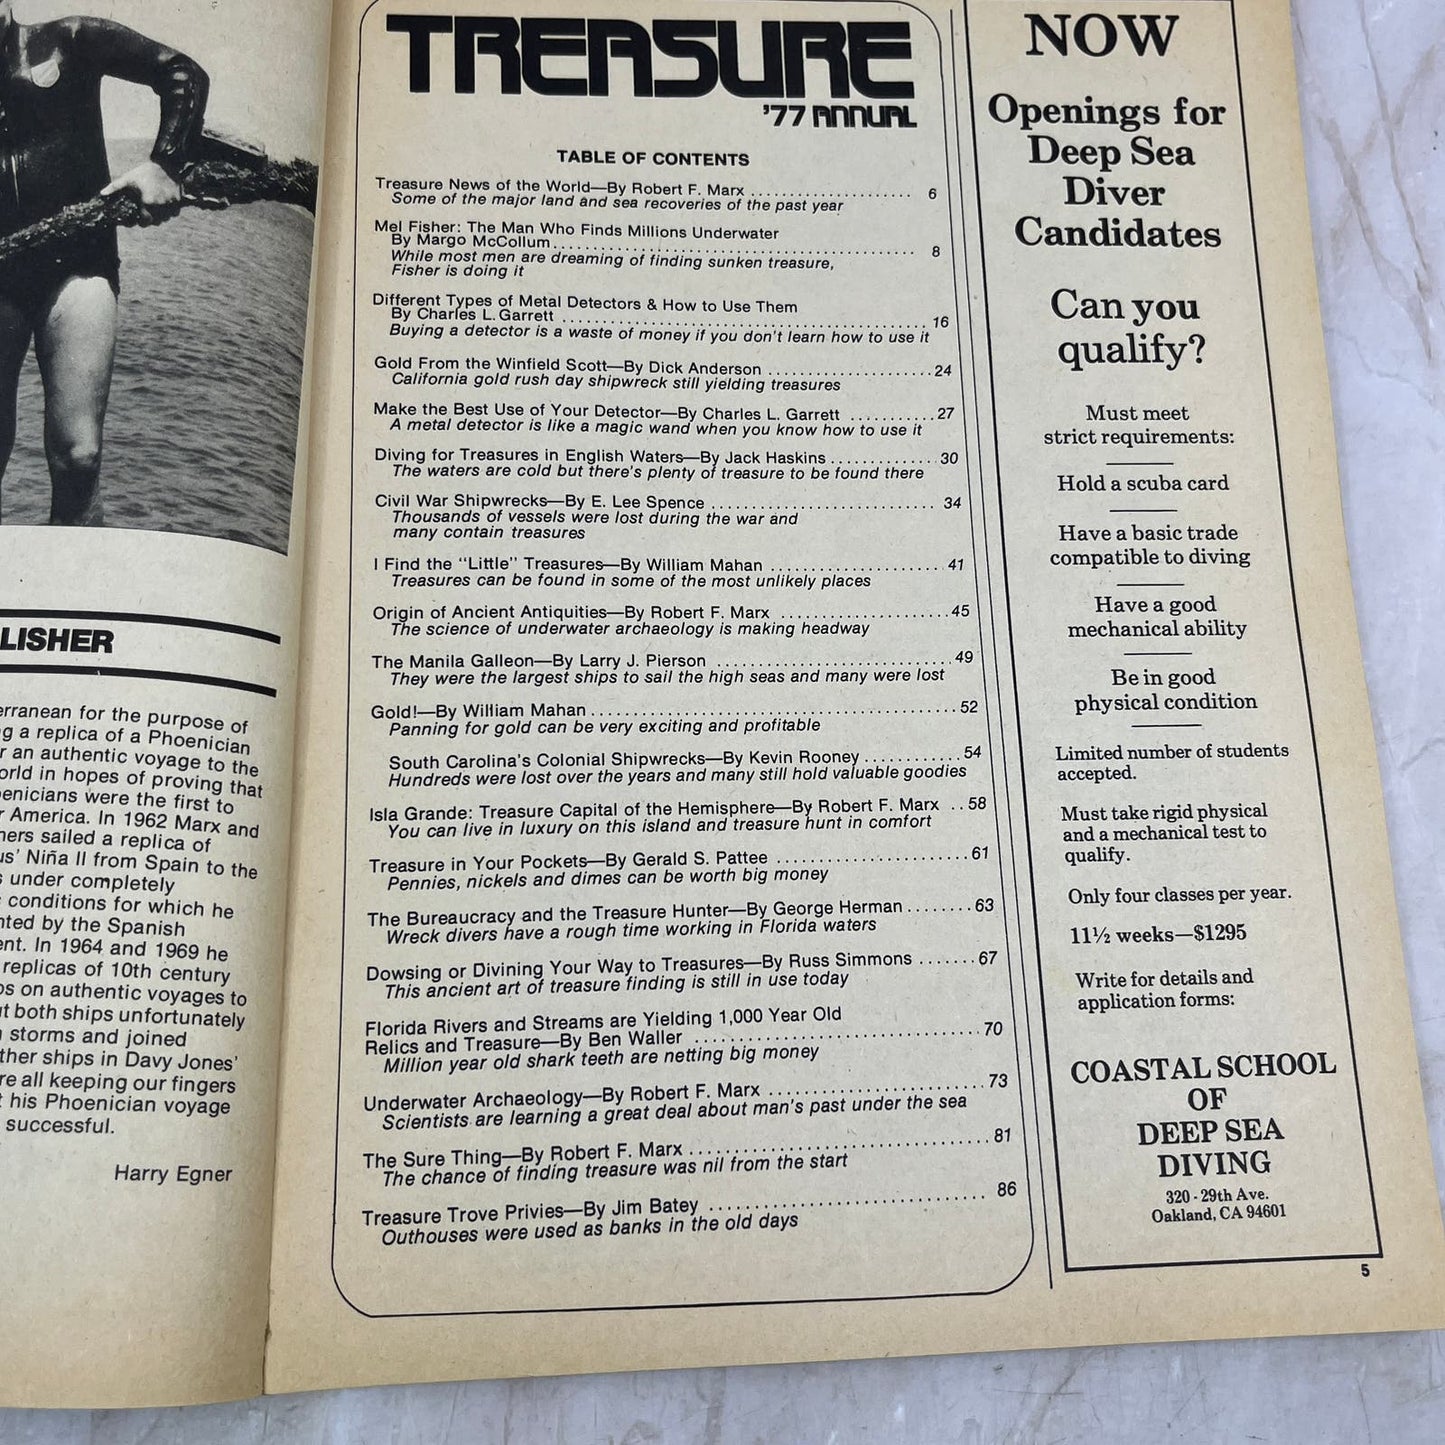 LISHER
erranean for the purpose of
a replica of a Phoenician
r an authentic voyage to the
orld in hopes of proving that
enicians were the first to
America. In 1962 Marx and
hers sailed a replica of
us' Niña II from Spain to the
under completely
conditions for which he
nted by the Spanish
ent. In 1964 and 1969 he
replicas of 10th century
os on authentic voyages to
ut both ships unfortunately
storms and joined
ther ships in Davy Jones'
re all keeping our fingers
t his Phoenician voyage
successful.
Harry Egner
TREASURE
'77 ANNUAL
TABLE OF CONTENTS
Treasure News of the World—By Robert F. Marx .................... 6
Some of the major land and sea recoveries of the past year
Mel Fisher: The Man Who Finds Millions Underwater
By Margo McCollum.................... 8
While most men are dreaming of finding sunken treasure,
Fisher is doing it
Different Types of Metal Detectors & How to Use Them
By Charles L. Garrett .................... 16
Buying a detector is a waste of money if you don't learn how to use it
Gold From the Winfield Scott—By Dick Anderson ....................24
California gold rush day shipwreck still yielding treasures
Make the Best Use of Your Detector—By Charles L. Garrett ...........27
A metal detector is like a magic wand when you know how to use it
Diving for Treasures in English Waters—By Jack Haskins.............30
The waters are cold but there's plenty of treasure to be found there
Civil War Shipwrecks—By E. Lee Spence .................... 34
Thousands of vessels were lost during the war and
many contain treasures
I Find the "Little" Treasures—By William Mahan .................... 41
Treasures can be found in some of the most unlikely places
Origin of Ancient Antiquities—By Robert F. Marx ....................45
The science of underwater archaeology is making headway
The Manila Galleon—By Larry J. Pierson ....................49
They were the largest ships to sail the high seas and many were lost
Gold!—By William Mahan....................52
Panning for gold can be very exciting and profitable
South Carolina's Colonial Shipwrecks—By Kevin Rooney ............54
Hundreds were lost over the years and many still hold valuable goodies
Isla Grande: Treasure Capital of the Hemisphere—By Robert F. Marx ..58
You can live in luxury on this island and treasure hunt in comfort
Treasure in Your Pockets—By Gerald S. Pattee ....................61
Pennies, nickels and dimes can be worth big money
The Bureaucracy and the Treasure Hunter—By George Herman........63
Wreck divers have a rough time working in Florida waters
Dowsing or Divining Your Way to Treasures—By Russ Simmons .......67
This ancient art of treasure finding is still in use today
Florida Rivers and Streams are Yielding 1,000 Year Old
Relics and Treasure—By Ben Waller ....................70
Million year old shark teeth are netting big money
Underwater Archaeology—By Robert F. Marx ....................73
Scientists are learning a great deal about man's past under the sea
The Sure Thing—By Robert F. Marx....................81
The chance of finding treasure was nil from the start
Treasure Trove Privies—By Jim Batey .................... 86
Outhouses were used as banks in the old days
NOW
Openings for
Deep Sea
Diver
Candidates
Can you
qualify?
Must meet
strict requirements:
Hold a scuba card
Have a basic trade
compatible to diving
Have a good
mechanical ability
Be in good
physical condition
Limited number of students
accepted.
Must take rigid physical
and a mechanical test to
qualify.
Only four classes per year.
11½ weeks—$1295
Write for details and
application forms:
COASTAL SCHOOL
OF
DEEP SEA
DIVING
320 - 29th Ave.
Oakland, CA 94601
5